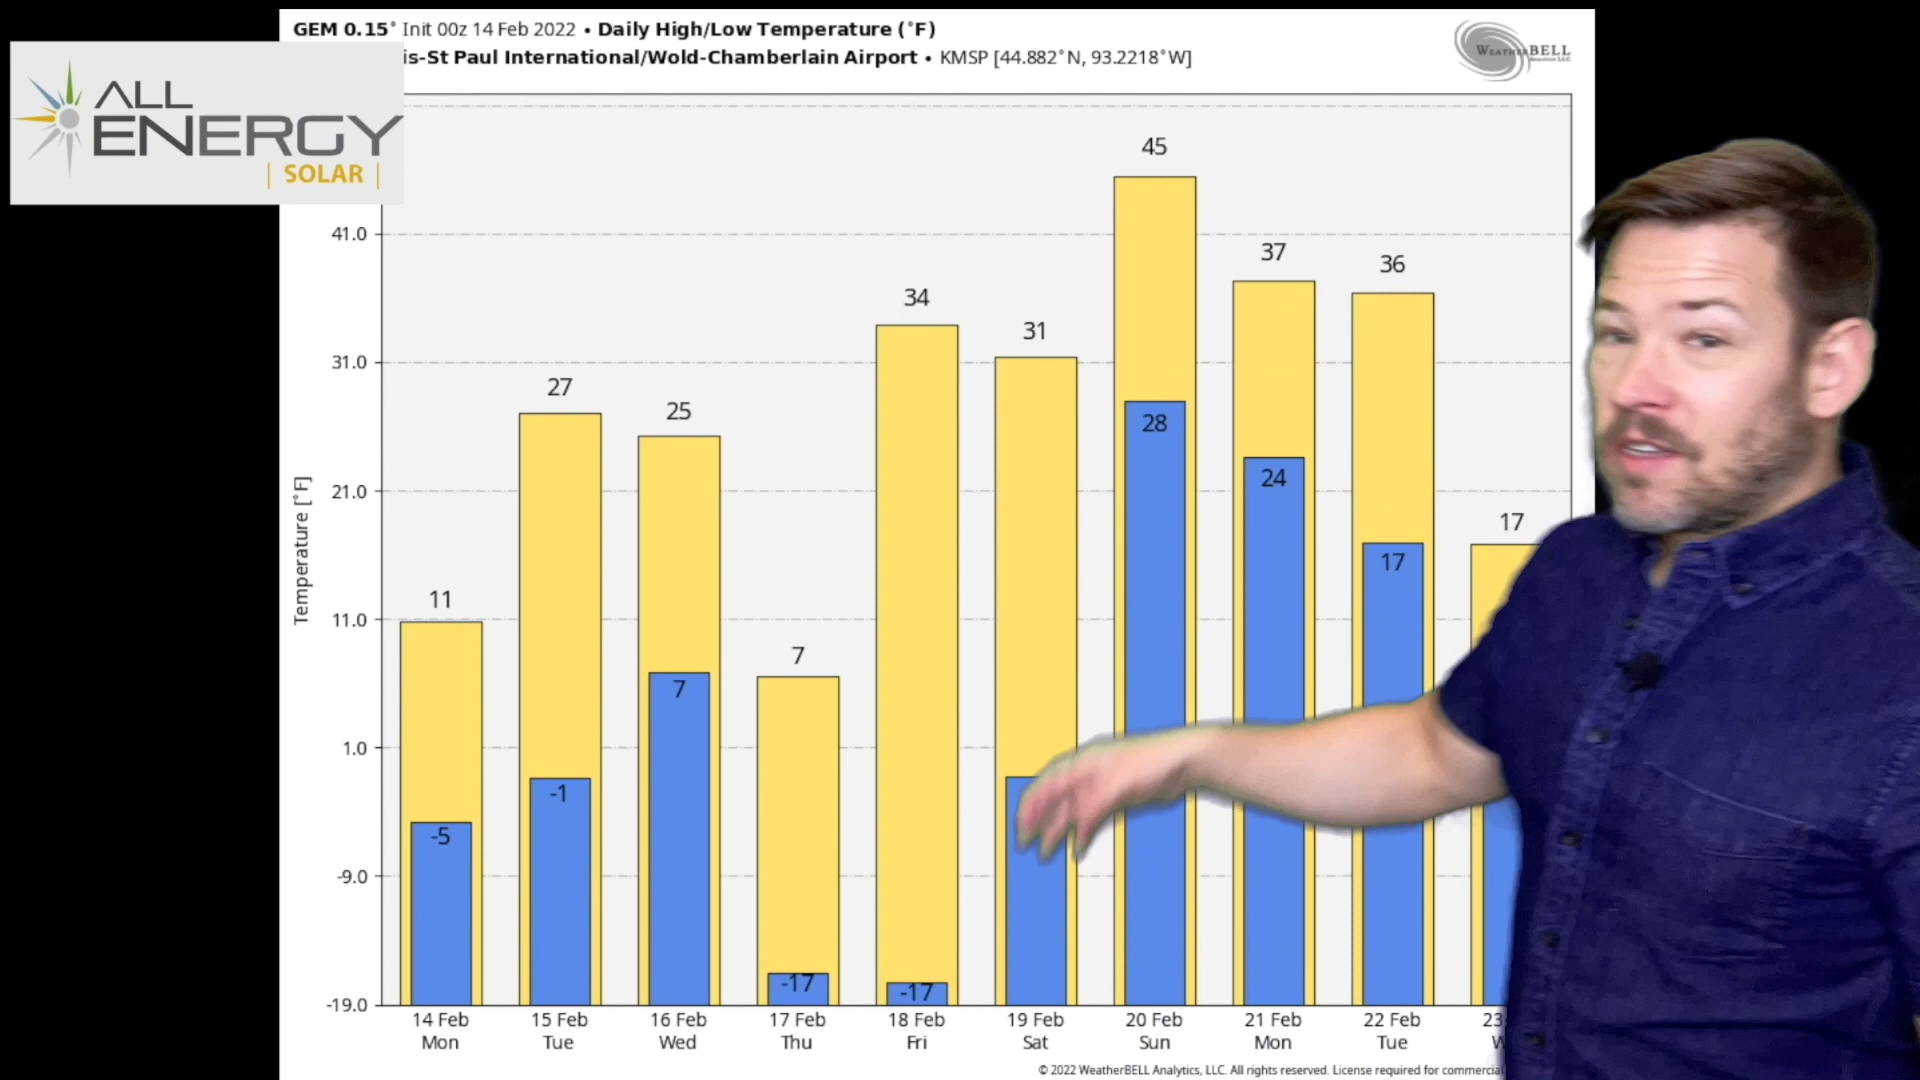 GEM 0.15° Init 00z 14 Feb 2022 • Daily High/Low Temperature (°F)
is-St Paul International/Wold-Chamberlain Airport • KMSP [44.882°N, 93.2218°W]
WEATHERBELL
Analytics LLC
ALL
ENERGY
| SOLAR |
45
41.0
37
36
34
31
31.0
27
25
28
24
21.0
17
17
11
11.0
7
7
1.0
-1
-5
-9.0
-17
-17
-19.0
Temperature [°F]
14 Feb 15 Feb 16 Feb 17 Feb 18 Feb 19 Feb 20 Feb 21 Feb 22 Feb 23
Mon Tue Wed Thu Fri Sat Sun Mon Tue W
© 2022 WeatherBELL Analytics, LLC. All rights reserved. License required for commercia